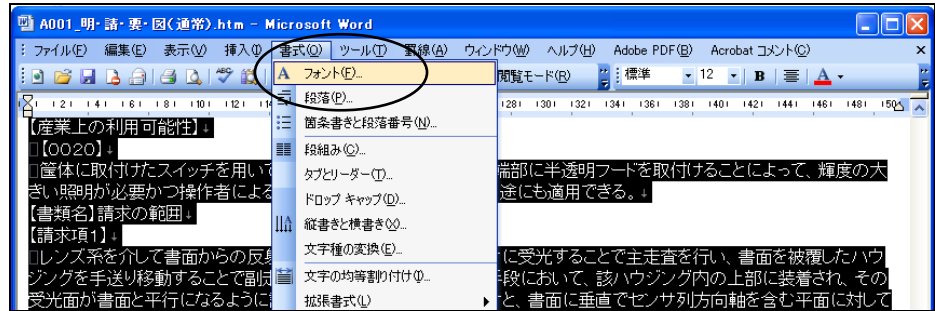 A001_明・請・要・図(通常).htm - Microsoft Word
ファイル(F) 編集(E) 表示(V) 挿入(I) 書式(O) ツール(T) 罫線(A) ウィンドウ(W) ヘルプ(H) Adobe PDF(B) Acrobat コメント(C)
閲覧モード(R) 標準 12 B A
フォント(F)...
段落(P)...
箇条書きと段落番号(N)...
段組み(C)...
タブとリーダー(T)...
ドロップ キャップ(D)...
縦書きと横書き(X)...
文字種の変換(E)...
文字の均等割り付け(I)...
拡張書式(L)
【産業上の利用可能性】↓
□【0020】↓
□筐体に取付けたスイッチを用いて 端部に半透明フードを取付けることによって、輝度の大
きい照明が必要かつ操作者による 途にも適用できる。↓
【書類名】請求の範囲↓
【請求項1】↓
□レンズ系を介して書面からの反射 に受光することで主走査を行い、書面を被覆したハウ
ジングを手送り移動することで副走 手段において、該ハウジング内の上部に装着され、その
受光面が書面と平行になるように と、書面に垂直でセンサ列方向軸を含む平面に対して